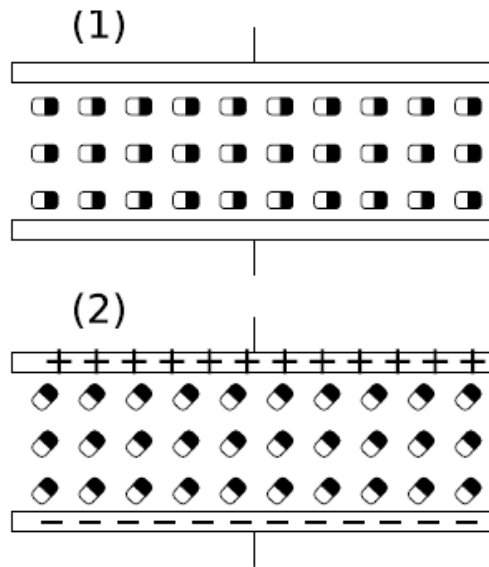 (1)
(2)
+ + + + + + + + + + + +
− − − − − − − − − − − −